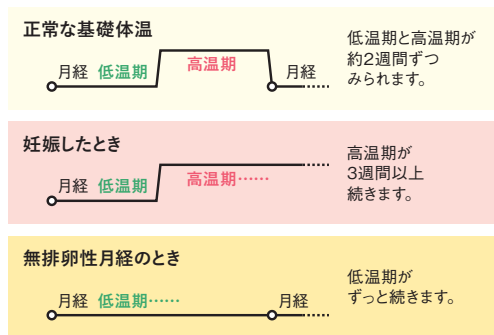 正常な基礎体温
月経 低温期 高温期 月経
低温期と高温期が
約2週間ずつ
みられます。
妊娠したとき
月経 低温期 高温期……
高温期が
3週間以上
続きます。
無排卵性月経のとき
月経 低温期…… 月経
低温期が
ずっと続きます。